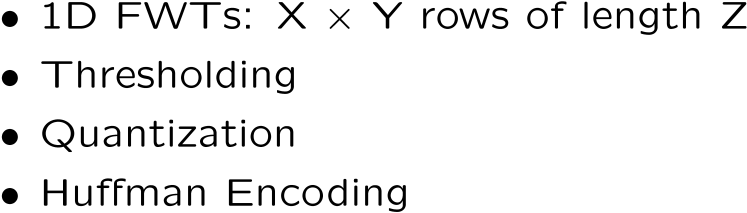 • 1D FWTs: X × Y rows of length Z
• Thresholding
• Quantization
• Huffman Encoding